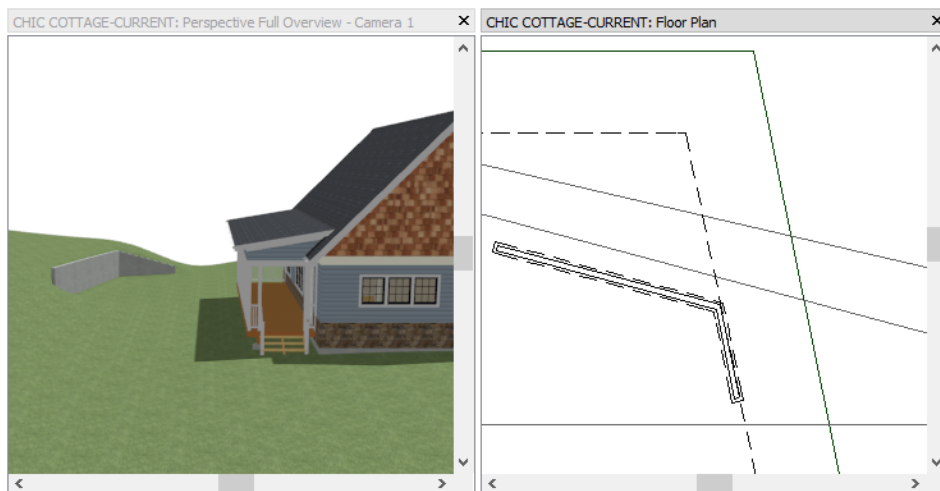 CHIC COTTAGE-CURRENT: Perspective Full Overview - Camera 1
CHIC COTTAGE-CURRENT: Floor Plan